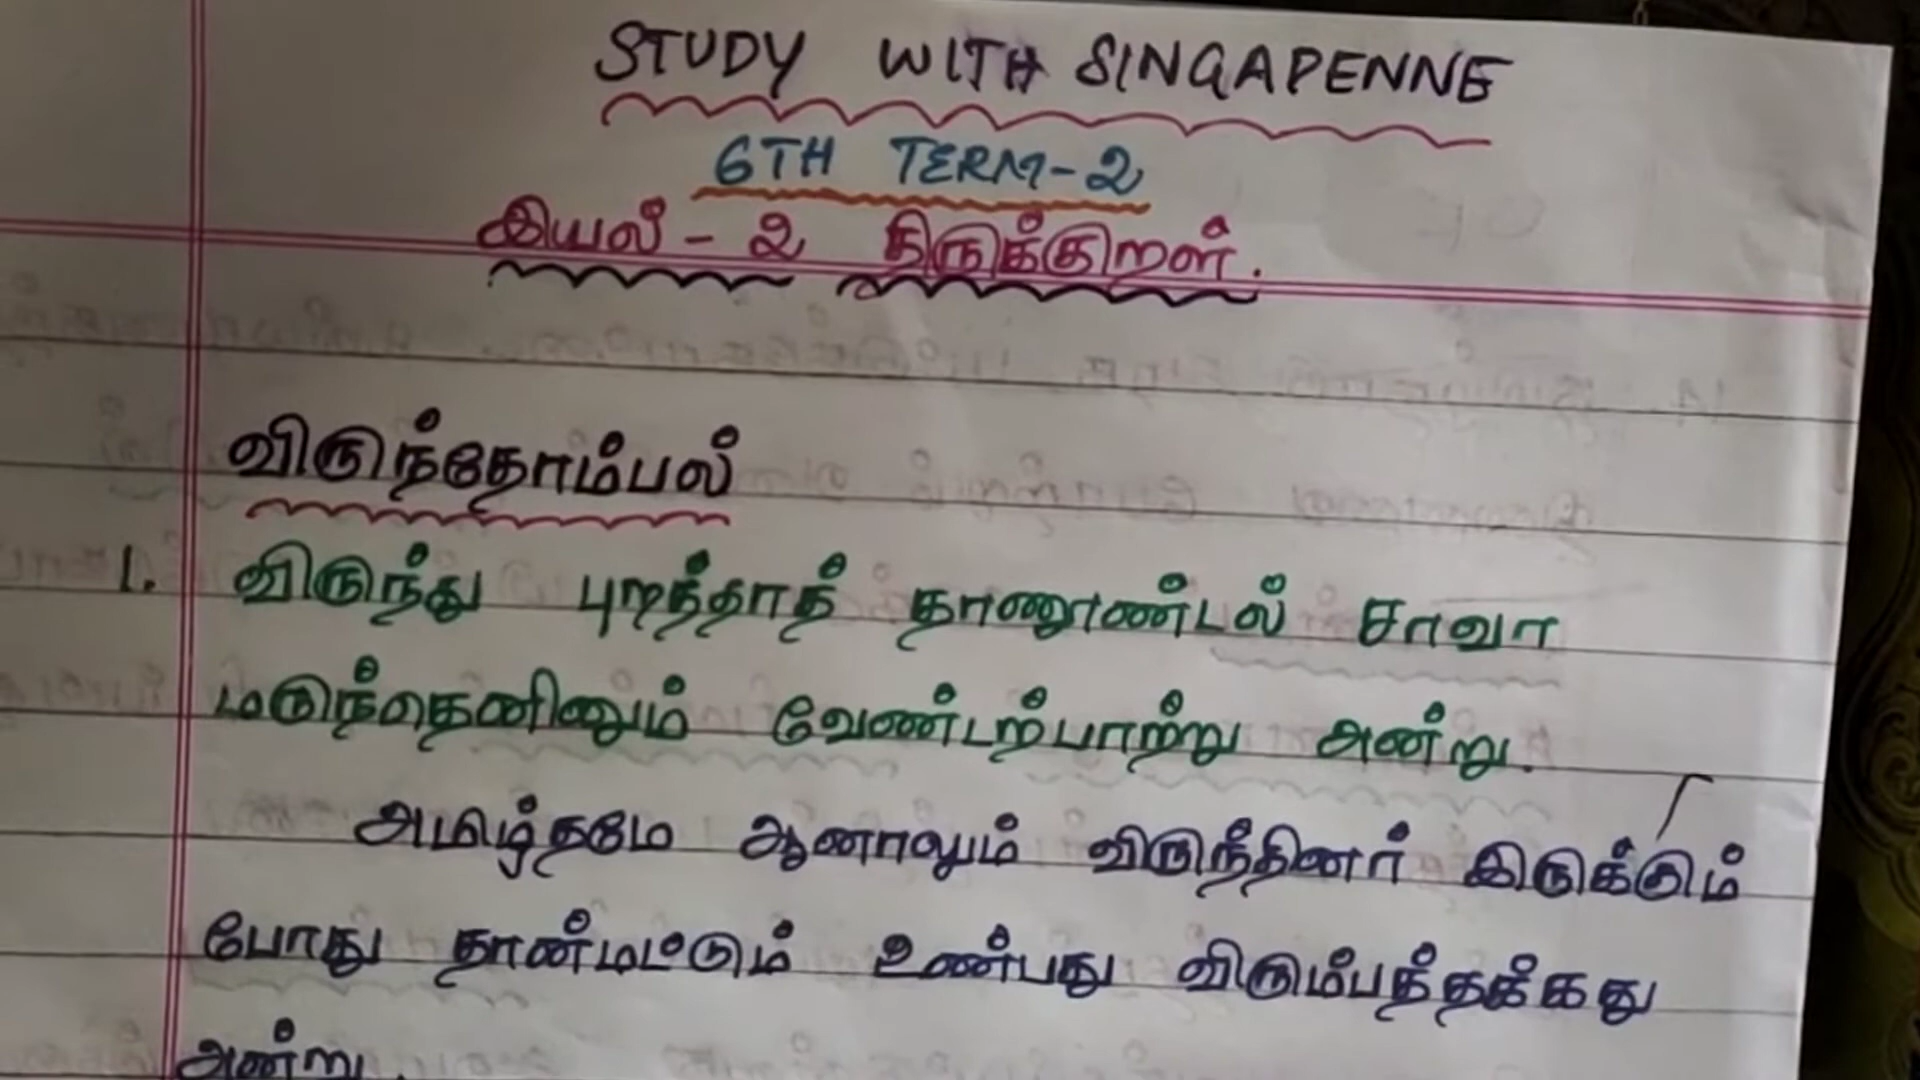 STUDY WITH SINGAPENNE
6TH TERM-2
இயல் - 2 திருக்குறள்.
விருந்தோம்பல்
1. விருந்து புறத்தாத் தானுண்டல் சாவா
மருந்தெனினும் வேண்டற்பாற்று அன்று.
அமிழ்தமே ஆனாலும் விருந்தினர் இருக்கும்
போது தான்மட்டும் உண்பது விரும்பத்தக்கது
அன்று.